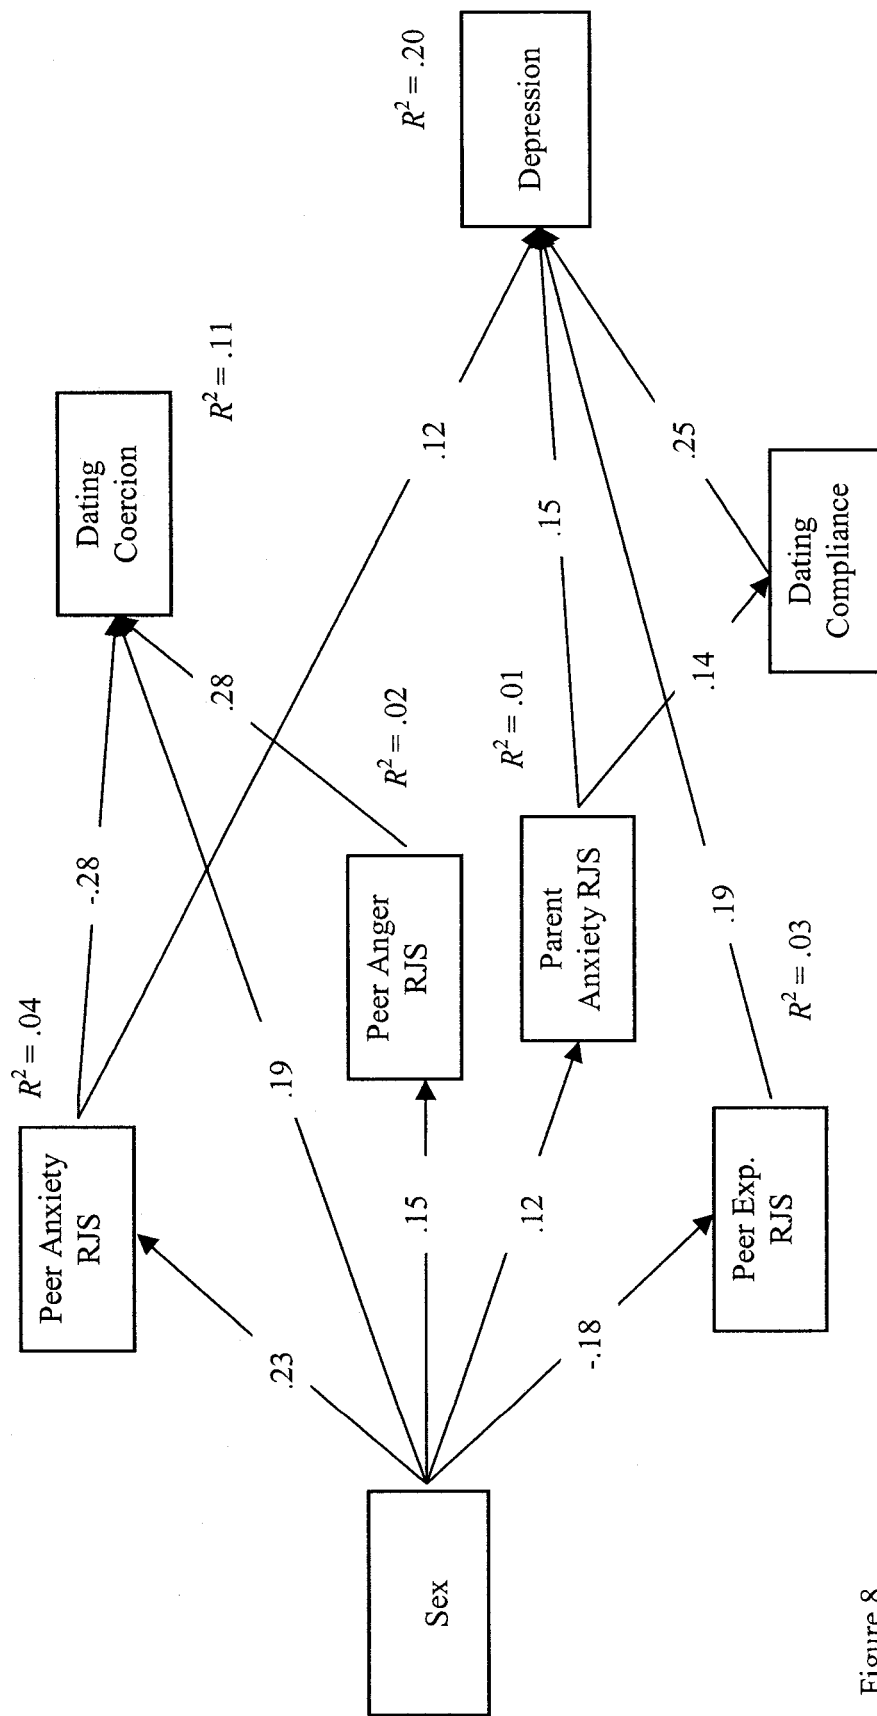 Peer Anxiety
RJS
R² = .04
Dating
Coercion
R² = .11
R² = .20
Depression
-.28
.23
.19
.12
.28
Peer Anger
RJS
R² = .02
Sex
.15
R² = .01
.15
Parent
Anxiety RJS
.12
.25
.14
-.18
.19
Peer Exp.
RJS
R² = .03
Dating
Compliance
Figure 8